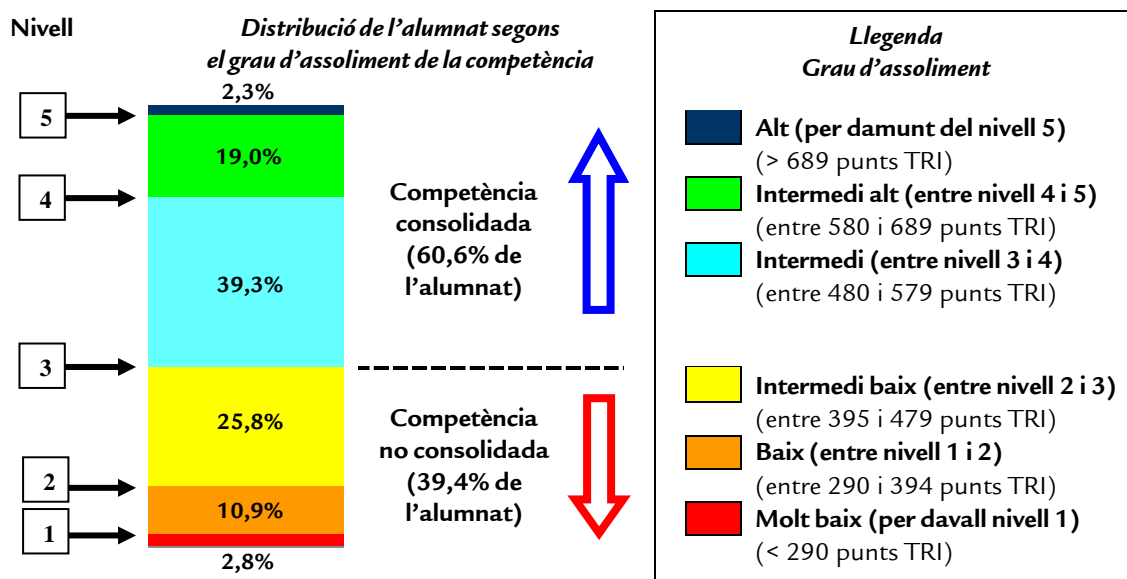 Nivell
Distribució de l'alumnat segons
el grau d'assoliment de la competència
2,3%
5
19,0%
4
39,3%
3
25,8%
2
10,9%
1
2,8%
Competència
consolidada
(60,6% de
l'alumnat)
Competència
no consolidada
(39,4% de
l'alumnat)
Llegenda
Grau d'assoliment
Alt (per damunt del nivell 5)
(> 689 punts TRI)
Intermedi alt (entre nivell 4 i 5)
(entre 580 i 689 punts TRI)
Intermedi (entre nivell 3 i 4)
(entre 480 i 579 punts TRI)
Intermedi baix (entre nivell 2 i 3)
(entre 395 i 479 punts TRI)
Baix (entre nivell 1 i 2)
(entre 290 i 394 punts TRI)
Molt baix (per davall nivell 1)
(< 290 punts TRI)